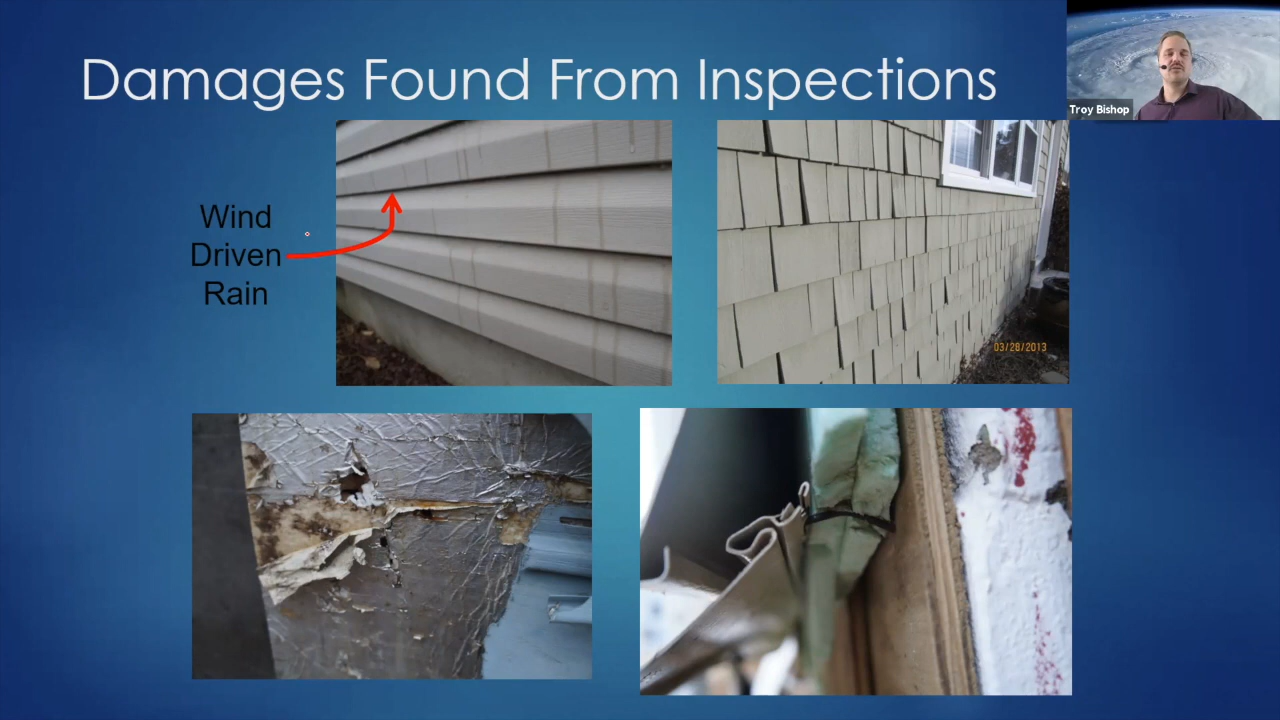 Damages Found From Inspections
Troy Bishop
Wind
Driven
Rain
03/28/2013